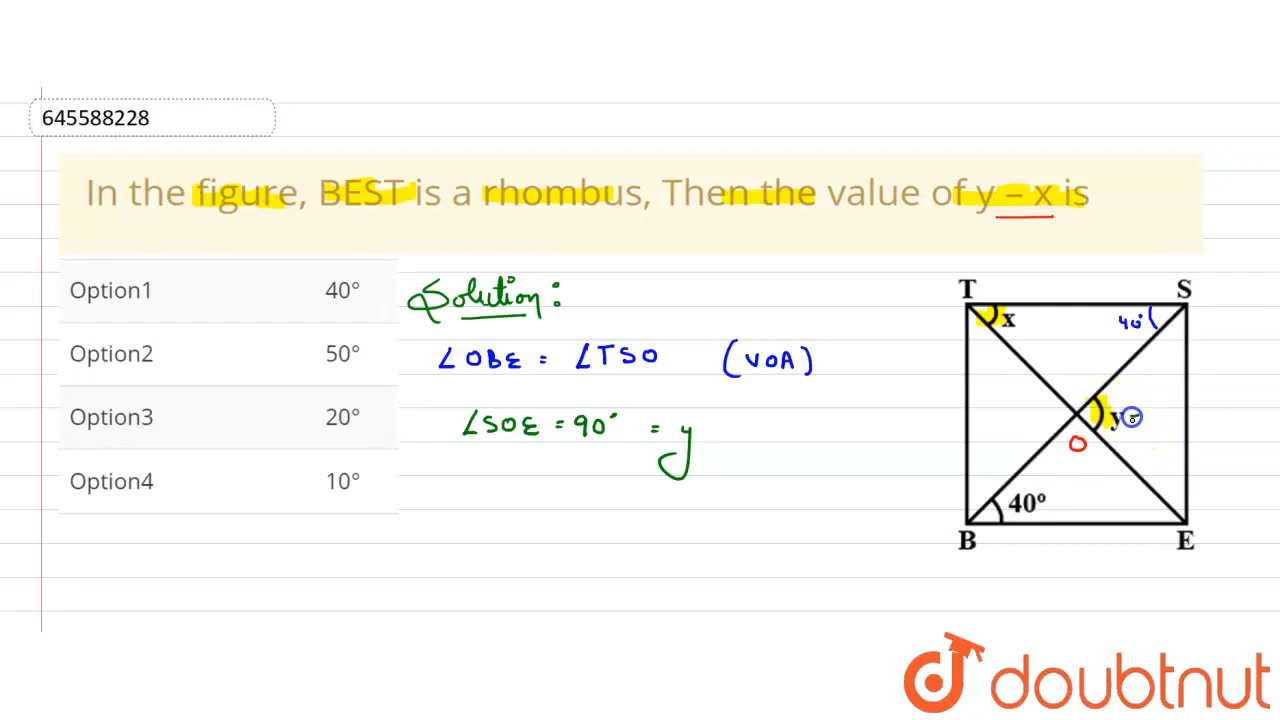 645588228
In the figure, BEST is a rhombus, Then the value of y – x is
Option1 40°
Option2 50°
Option3 20°
Option4 10°
Solution :
∠OBE = ∠TSO (VOA)
∠SOE = 90° = y
T S
x 40°
y
O
40º
B E
doubtnut